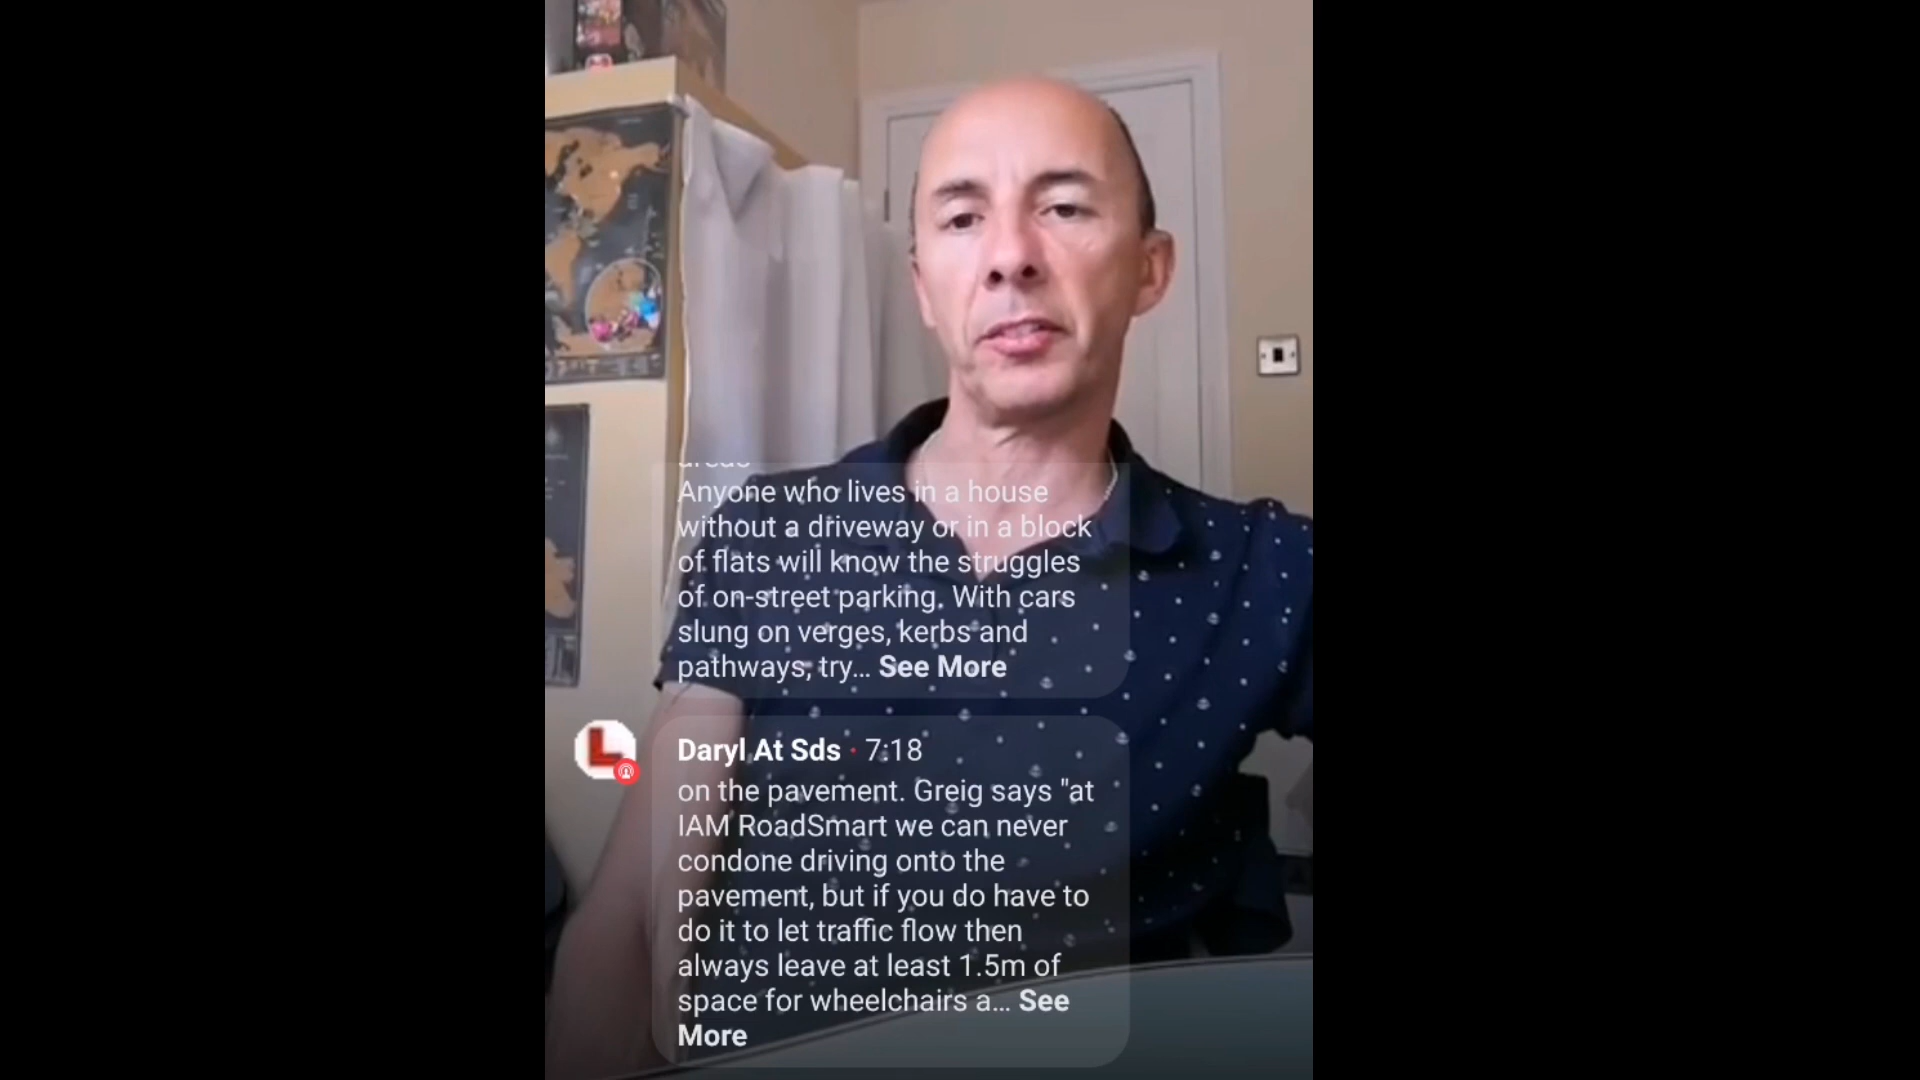 areas
Anyone who lives in a house
without a driveway or in a block
of flats will know the struggles
of on-street parking. With cars
slung on verges, kerbs and
pathways, try... See More
L
Daryl At Sds · 7:18
on the pavement. Greig says "at
IAM RoadSmart we can never
condone driving onto the
pavement, but if you do have to
do it to let traffic flow then
always leave at least 1.5m of
space for wheelchairs a... See
More